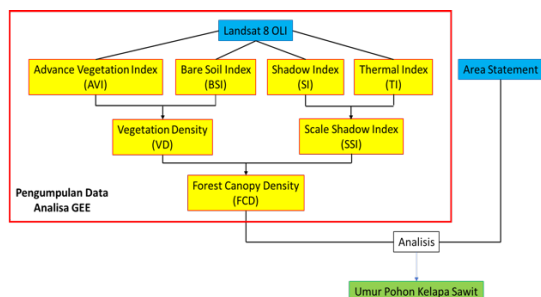 Landsat 8 OLI
Advance Vegetation Index
(AVI)
Bare Soil Index
(BSI)
Shadow Index
(SI)
Thermal Index
(TI)
Area Statement
Vegetation Density
(VD)
Scale Shadow Index
(SSI)
Forest Canopy Density
(FCD)
Pengumpulan Data
Analisa GEE
Analisis
Umur Pohon Kelapa Sawit